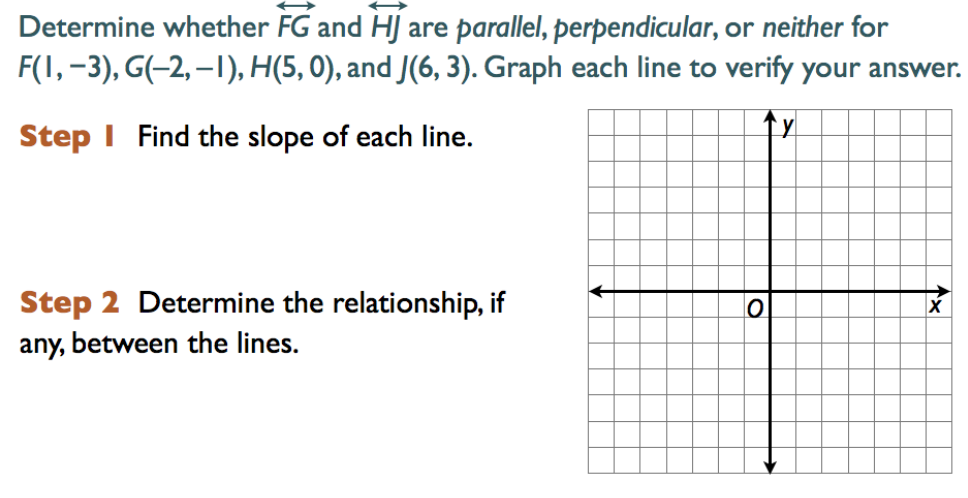 Determine whether FG and HJ are parallel, perpendicular, or neither for
F(1, −3), G(−2, −1), H(5, 0), and J(6, 3). Graph each line to verify your answer.
Step 1 Find the slope of each line.
y
Step 2 Determine the relationship, if
any, between the lines.
O
x